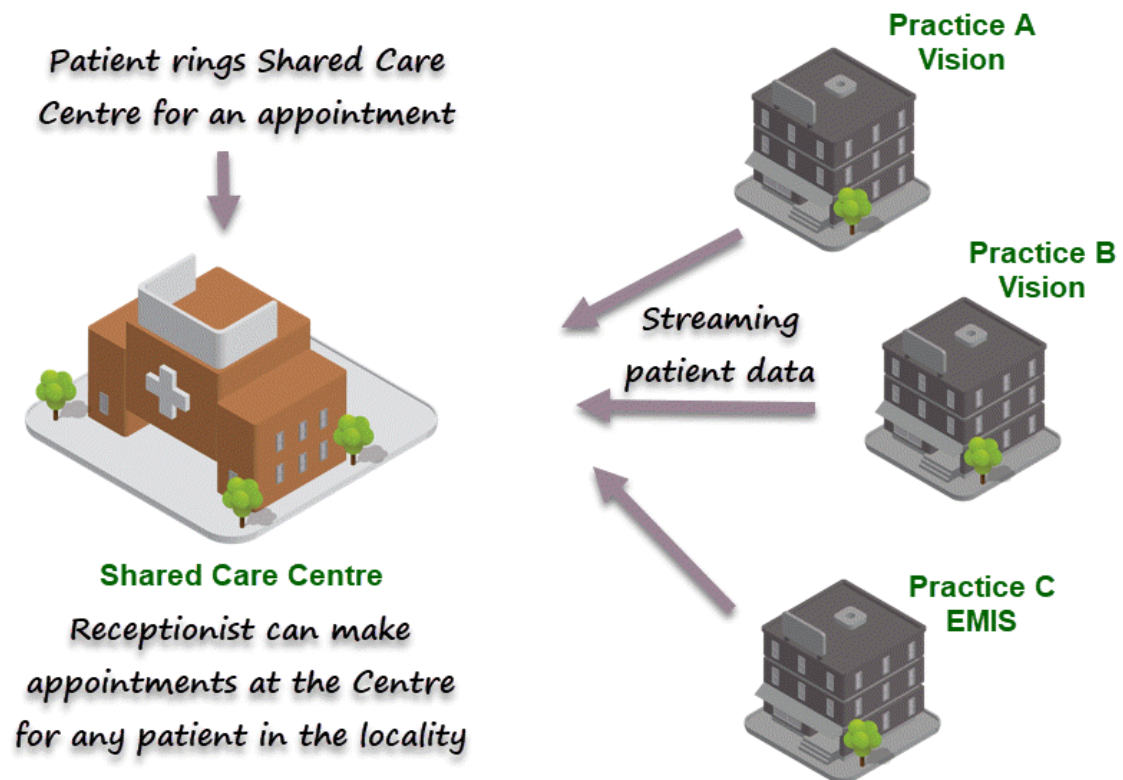 Patient rings Shared Care
Centre for an appointment
Shared Care Centre
Receptionist can make
appointments at the Centre
for any patient in the locality
Practice A
Vision
Practice B
Vision
Streaming
patient data
Practice C
EMIS